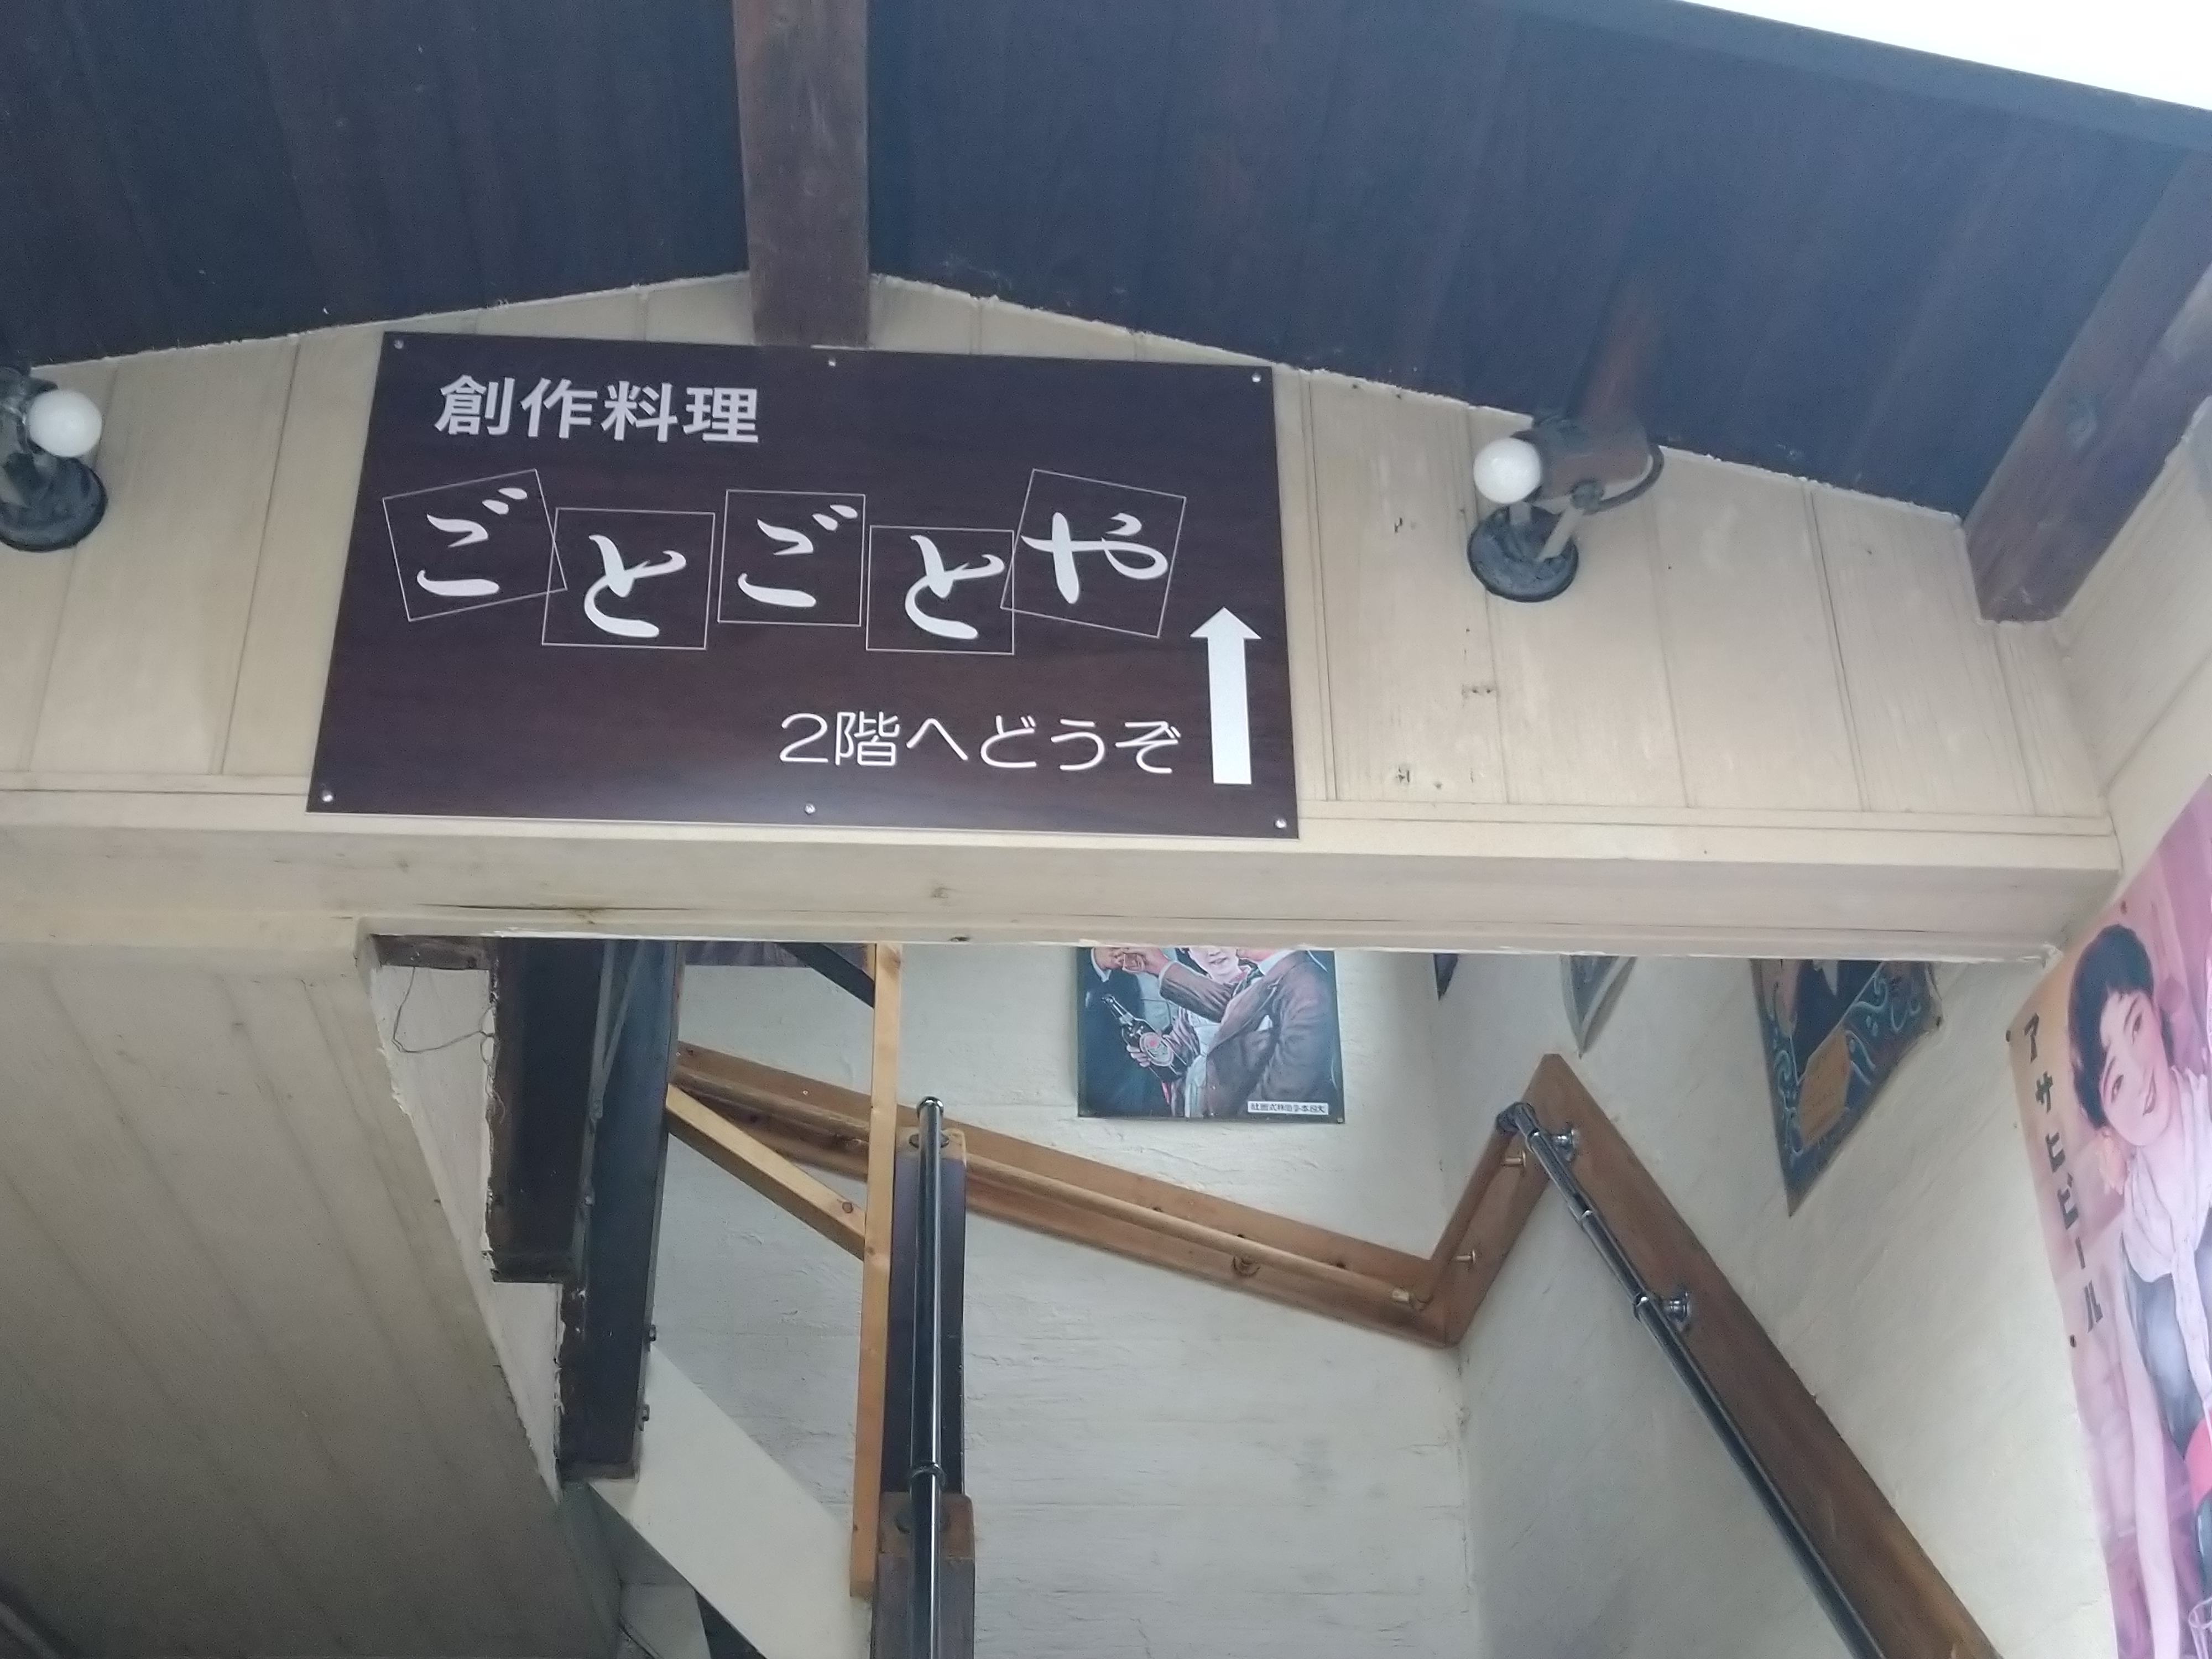 創作料理
ごとごとや
2階へどうぞ
アサヒビール.